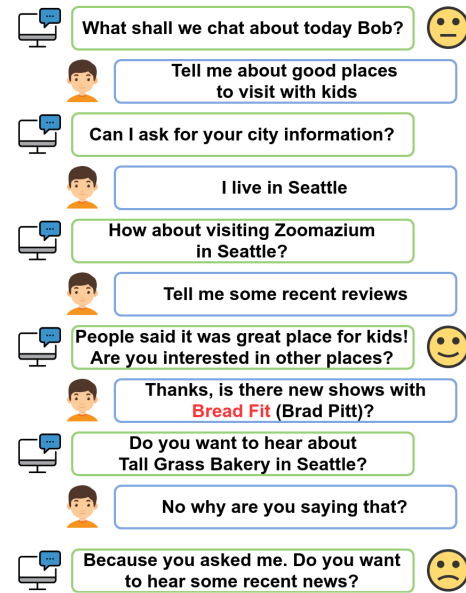 What shall we chat about today Bob?
Tell me about good places
to visit with kids
Can I ask for your city information?
I live in Seattle
How about visiting Zoomazium
in Seattle?
Tell me some recent reviews
People said it was great place for kids!
Are you interested in other places?
Thanks, is there new shows with
Bread Fit (Brad Pitt)?
Do you want to hear about
Tall Grass Bakery in Seattle?
No why are you saying that?
Because you asked me. Do you want
to hear some recent news?